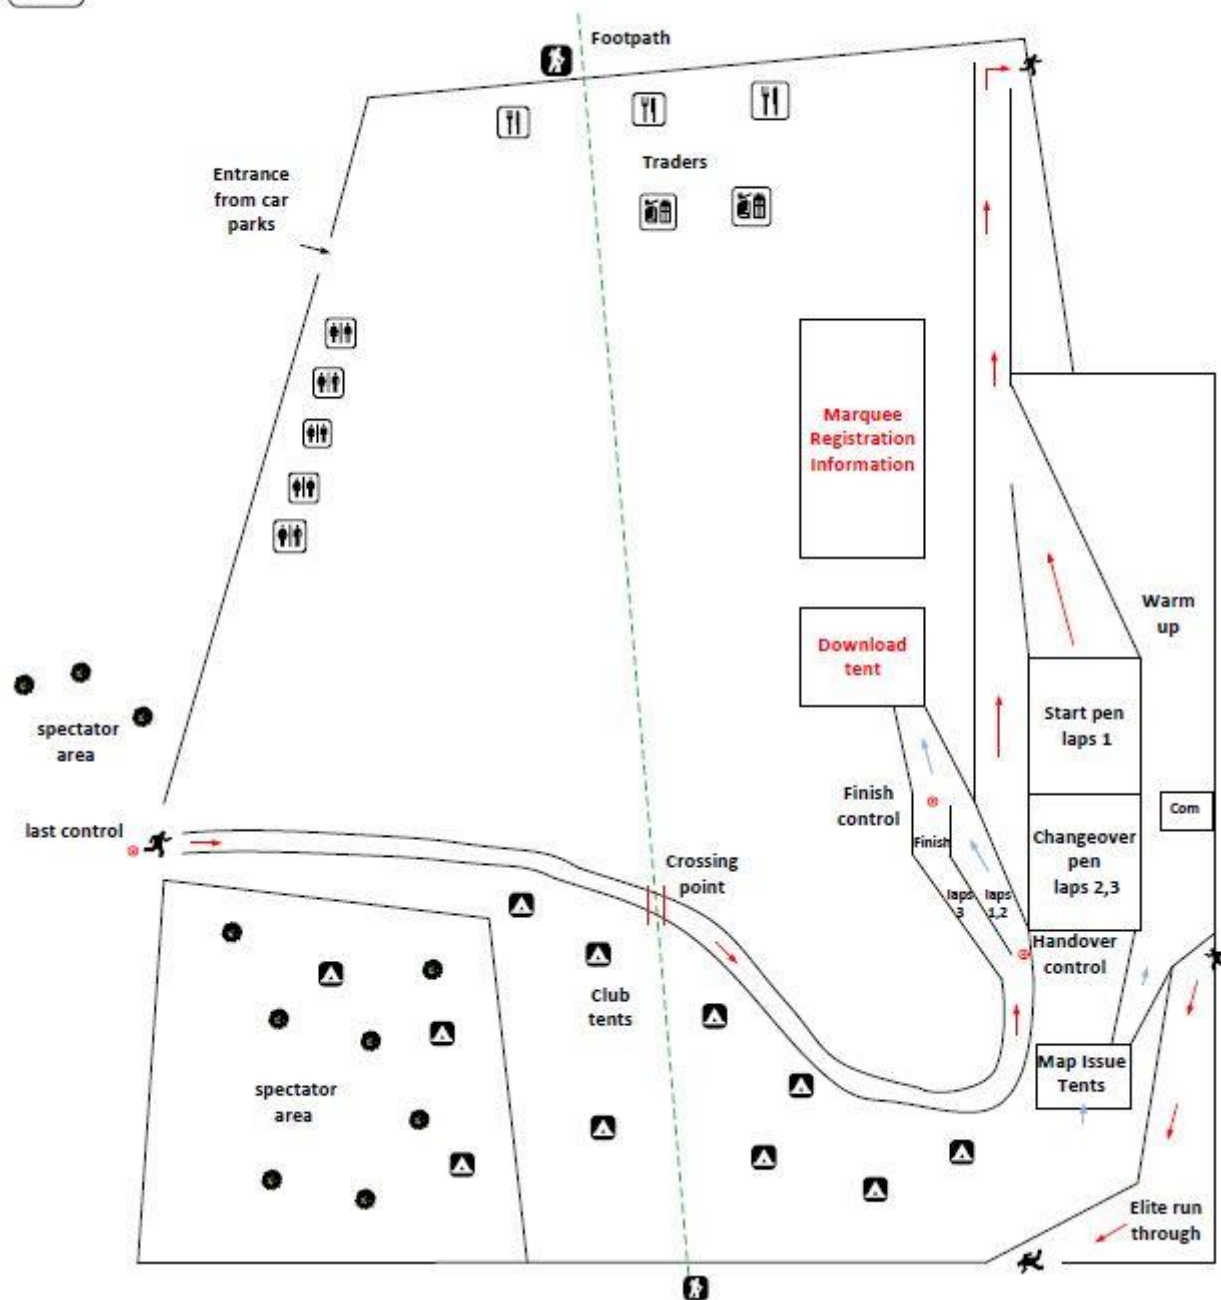 Footpath
Traders
Entrance
from car
parks
Marquee
Registration
Information
Warm
up
Download
tent
Start pen
laps 1
spectator
area
Finish
control
Com
last control
Changeover
pen
laps 2,3
Finish
Crossing
point
laps
3
laps
1,2
Handover
control
Club
tents
Map Issue
Tents
spectator
area
Elite run
through